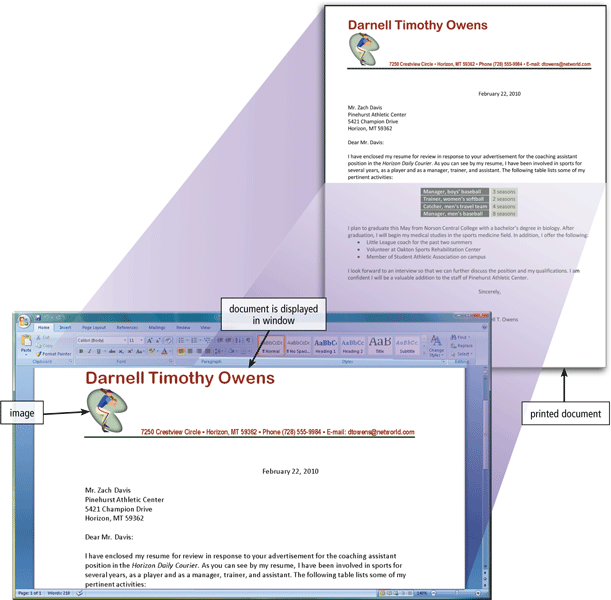 Darnell Timothy Owens
7250 Crestview Circle • Horizon, MT 59362 • Phone (728) 555-9984 • E-mail: dtowens@networld.com
February 22, 2010
Mr. Zach Davis
Pinehurst Athletic Center
5421 Champion Drive
Horizon, MT 59362
Dear Mr. Davis:
I have enclosed my resume for review in response to your advertisement for the coaching assistant
position in the Horizon Daily Courier. As you can see by my resume, I have been involved in sports for
several years, as a player and as a manager, trainer, and assistant. The following table lists some of my
pertinent activities:
Manager, boys' baseball 3 seasons
Trainer, women's softball 2 seasons
Catcher, men's travel team 4 seasons
Manager, men's baseball 8 seasons
I plan to graduate this May from Norson Central College with a bachelor's degree in biology. After
graduation, I will begin my medical studies in the sports medicine field. In addition, I offer the following:
• Little League coach for the past two summers
• Volunteer at Oakton Sports Rehabilitation Center
• Member of Student Athletic Association on campus
I look forward to an interview so that we can further discuss the position and my qualifications. I am
confident I will be a valuable addition to the staff of Pinehurst Athletic Center.
Sincerely,
T. Owens
document is displayed
in window
printed document
image
Home Insert Page Layout References Mailings Review View
Cut
Copy
Format Painter
Paste
Calibri (Body) 11
AaBbCc AaBbCc AaBbC AaBbCc AaB AaBbCc
¶ Normal ¶ No Spac... Heading 1 Heading 2 Title Subtitle
Change
Styles
Find
Replace
Select
Clipboard Font Paragraph Styles Editing
Darnell Timothy Owens
7250 Crestview Circle • Horizon, MT 59362 • Phone (728) 555-9984 • E-mail: dtowens@networld.com
February 22, 2010
Mr. Zach Davis
Pinehurst Athletic Center
5421 Champion Drive
Horizon, MT 59362
Dear Mr. Davis:
I have enclosed my resume for review in response to your advertisement for the coaching assistant
position in the Horizon Daily Courier. As you can see by my resume, I have been involved in sports for
several years, as a player and as a manager, trainer, and assistant. The following table lists some of my
pertinent activities:
Page: 1 of 1 Words: 210 140%